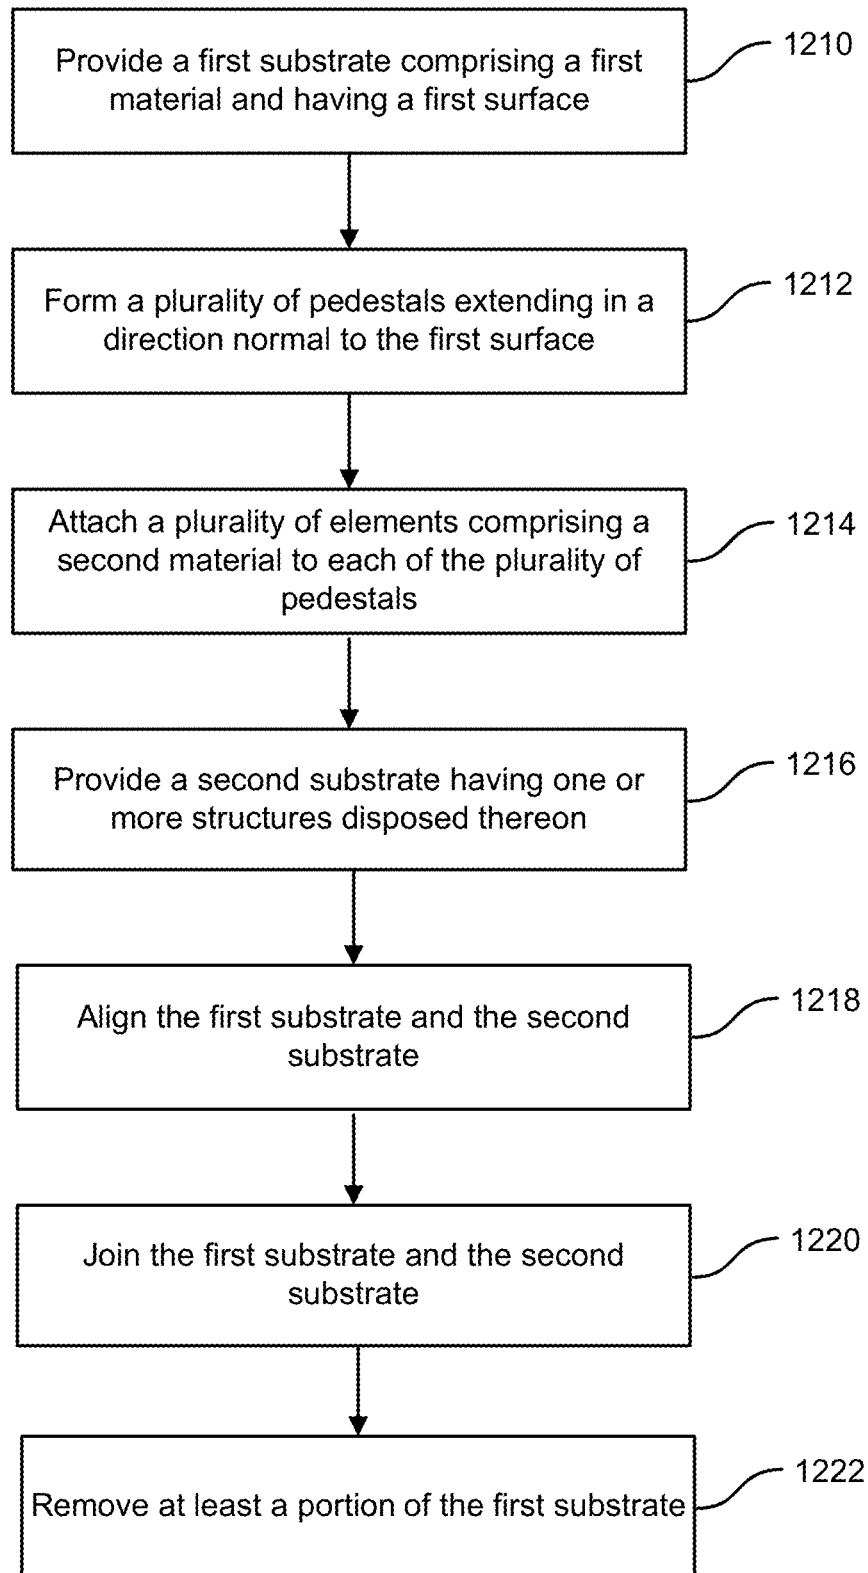 Provide a first substrate comprising a first
material and having a first surface
1210
Form a plurality of pedestals extending in a
direction normal to the first surface
1212
Attach a plurality of elements comprising a
second material to each of the plurality of
pedestals
1214
Provide a second substrate having one or
more structures disposed thereon
1216
Align the first substrate and the second
substrate
1218
Join the first substrate and the second
substrate
1220
Remove at least a portion of the first substrate
1222